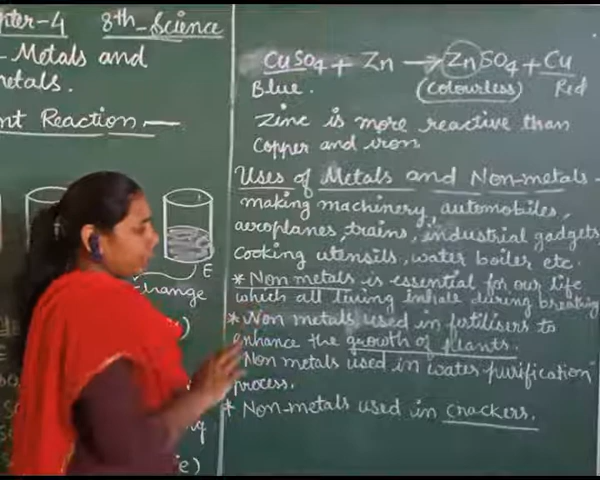 pter-4 8th-Science
- Metals and
etals.
nt Reaction —
E
change
CuSO4 + Zn → ZnSO4 + Cu
Blue. (colourless) Red
Zinc is more reactive than
Copper and iron
Uses of Metals and Non-metals -
making machinery, automobiles,
aeroplanes, trains, industrial gadgets
Cooking utensils, water boiler etc.
* Non metals is essential for our life
which all living inhale during breathing
* Non metals used in fertilisers to
enhance the growth of plants.
Non metals used in water purification
process.
* Non-metals used in crackers.